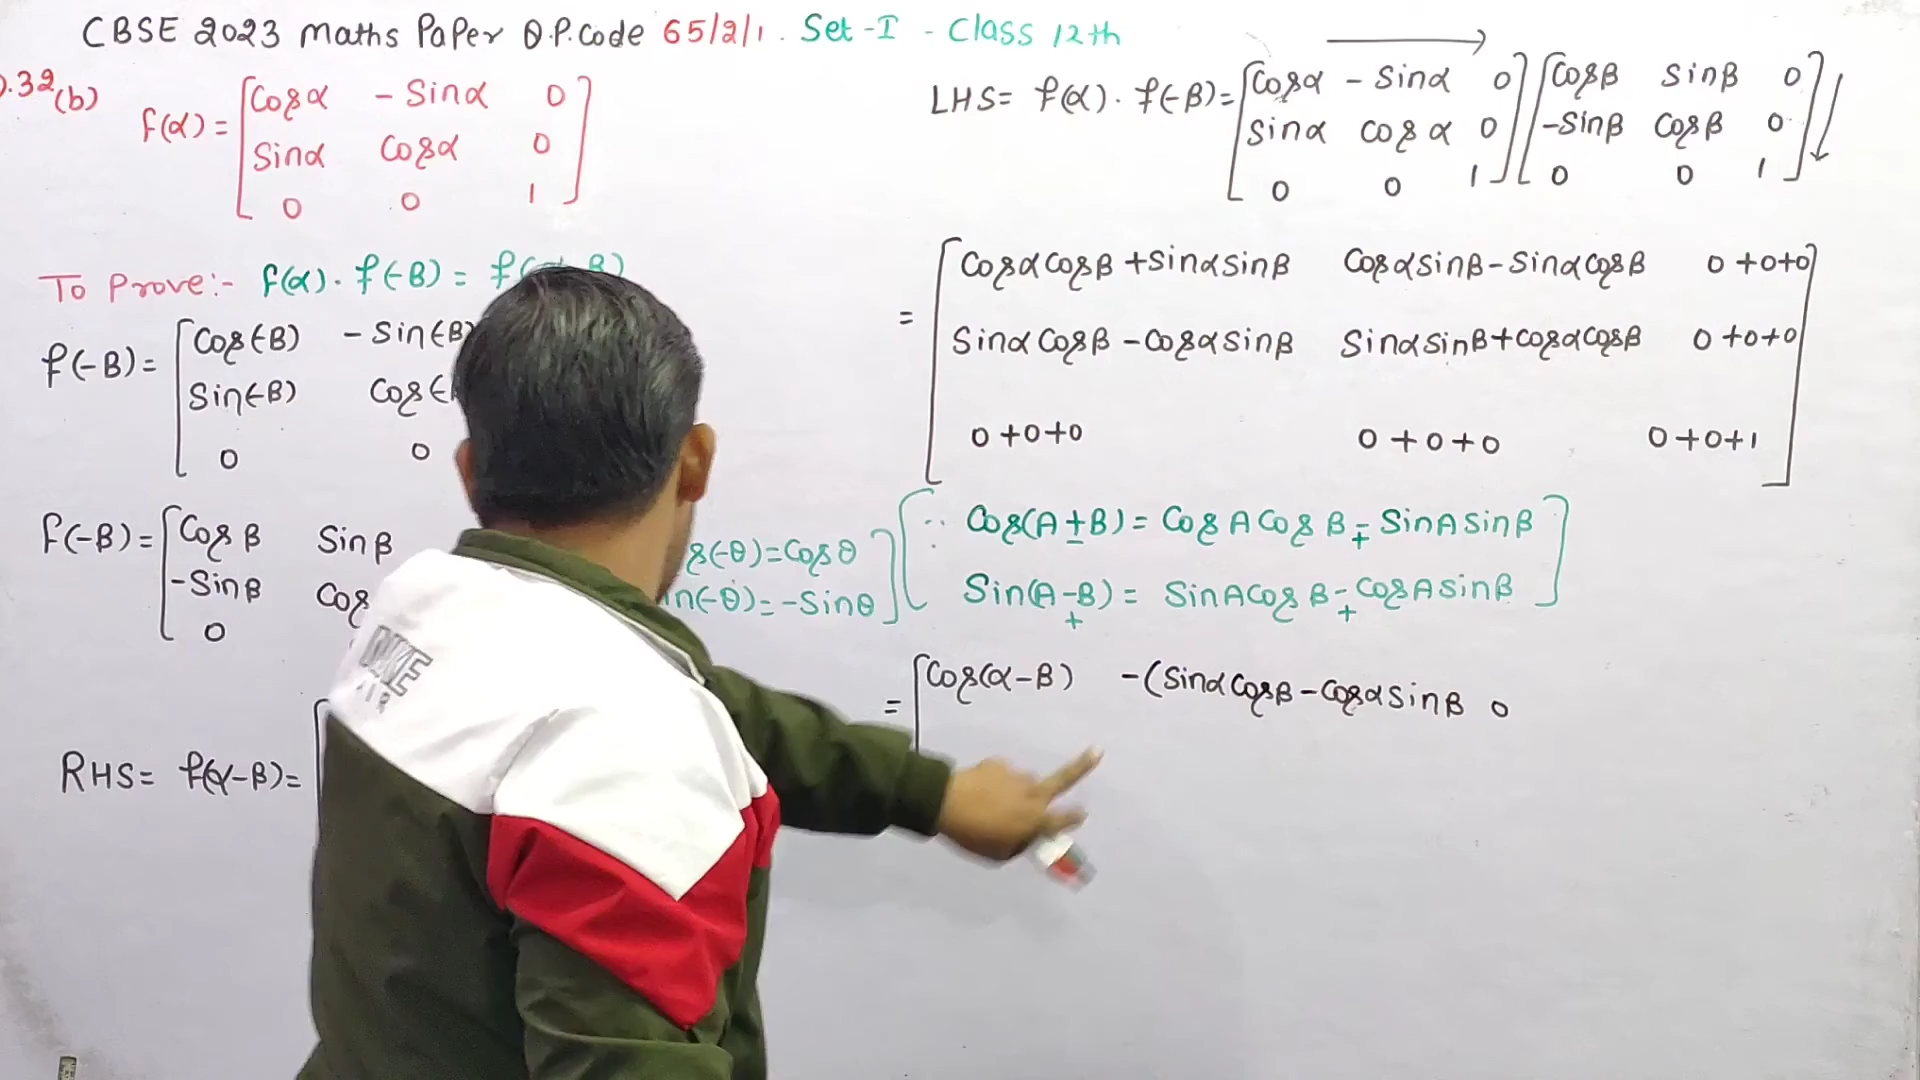 CBSE 2023 Maths Paper Q.P.Code 65/2/1. Set-I - Class 12th
.32(b)
f(α) = [Cosα - Sinα 0
Sinα Cosα 0
0 0 1]
To Prove:- f(α). f(-β) =
f(-β) = [Cos(-β) - Sin(-β)
Sin(-β)
0 0
f(-β) = [Cosβ Sinβ
-Sinβ
0
(-θ)=Cosθ
(-θ)=-Sinθ]
RHS = f(α-β) = [
LHS = f(α). f(-β) = [Cosα - Sinα 0] [Cosβ Sinβ 0]
Sinα Cosα 0 -Sinβ Cosβ 0
0 0 1 0 0 1
= [CosαCosβ+SinαSinβ CosαSinβ-SinαCosβ 0+0+0
SinαCosβ-CosαSinβ SinαSinβ+CosαCosβ 0+0+0
0+0+0 0+0+0 0+0+1]
[∵ Cos(A±B) = CosACosB∓SinASinB
Sin(A-B) = SinACosB-CosASinB]
+ +
= [Cos(α-β) -(SinαCosβ-CosαSinβ 0
NIKE
AIR